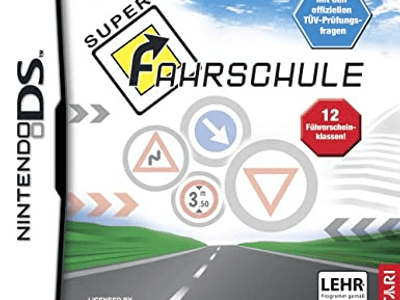 NINTENDO DS
SUPER
FAHRSCHULE
Mit den
offiziellen
TÜV-Prüfungs-
fragen
12
Führerschein-
klassen!
3,50
m
LICENSED BY
LEHR
Programm gemäß
ATARI